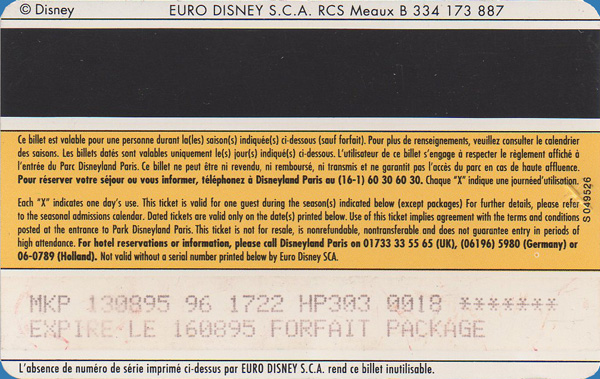 © Disney EURO DISNEY S.C.A. RCS Meaux B 334 173 887
Ce billet est valable pour une personne durant la(les) saison(s) indiquée(s) ci-dessous (sauf forfait). Pour plus de renseignements, veuillez consulter le calendrier
des saisons. Les billets datés sont valables uniquement le(s) jour(s) indiqué(s) ci-dessous. L'utilisateur de ce billet s'engage à respecter le règlement affiché à
l'entrée du Parc Disneyland Paris. Ce billet ne peut être ni revendu, ni remboursé, ni transmis et ne garantit pas l'accès du parc en cas de haute affluence.
Pour réserver votre séjour ou vous informer, téléphonez à Disneyland Paris au (16-1) 60 30 60 30. Chaque "X" indique une journéed'utilisation.
Each "X" indicates one day's use. This ticket is valid for one guest during the season(s) indicated below (except packages) For further details, please refer
to the seasonal admissions calendar. Dated tickets are valid only on the date(s) printed below. Use of this ticket implies agreement with the terms and conditions
posted at the entrance to Park Disneyland Paris. This ticket is not for resale, is nonrefundable, nontransferable and does not guarantee entry in periods of
high attendance. For hotel reservations or information, please call Disneyland Paris on 01733 33 55 65 (UK), (06196) 5980 (Germany) or
06-0789 (Holland). Not valid without a serial number printed below by Euro Disney SCA.
S 049526
MKP 130895 96 1722 HP303 0018 *******
EXPIRE LE 160895 FORFAIT PACKAGE
L'absence de numéro de série imprimé ci-dessus par EURO DISNEY S.C.A. rend ce billet inutilisable.